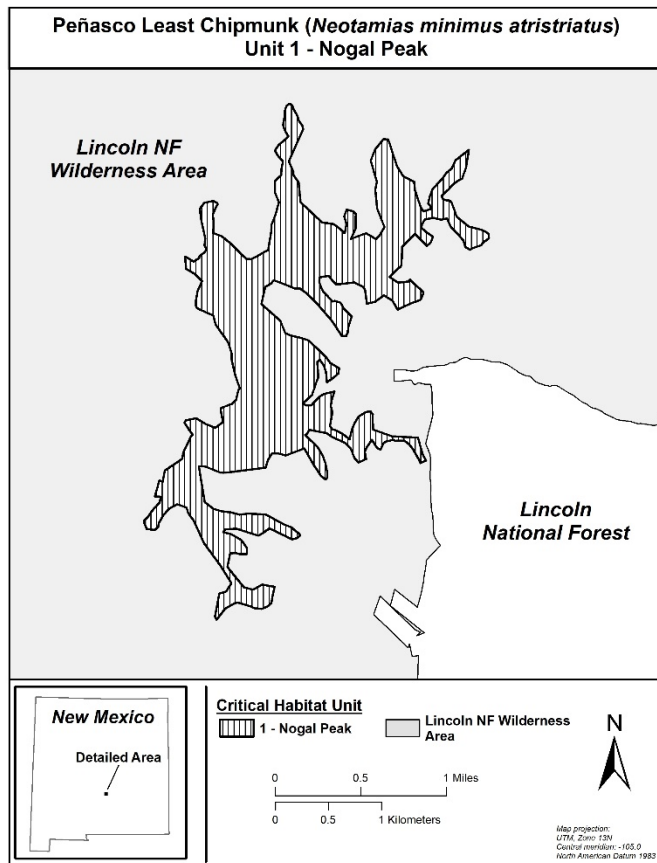 Peñasco Least Chipmunk (Neotamias minimus atristriatus)
Unit 1 - Nogal Peak
Lincoln NF
Wilderness Area
Lincoln
National Forest
New Mexico
Detailed Area
Critical Habitat Unit
1 - Nogal Peak
Lincoln NF Wilderness
Area
N
0 0.5 1 Miles
0 0.5 1 Kilometers
Map projection:
UTM, Zone 13N
Central meridian: -105.0
North American Datum 1983